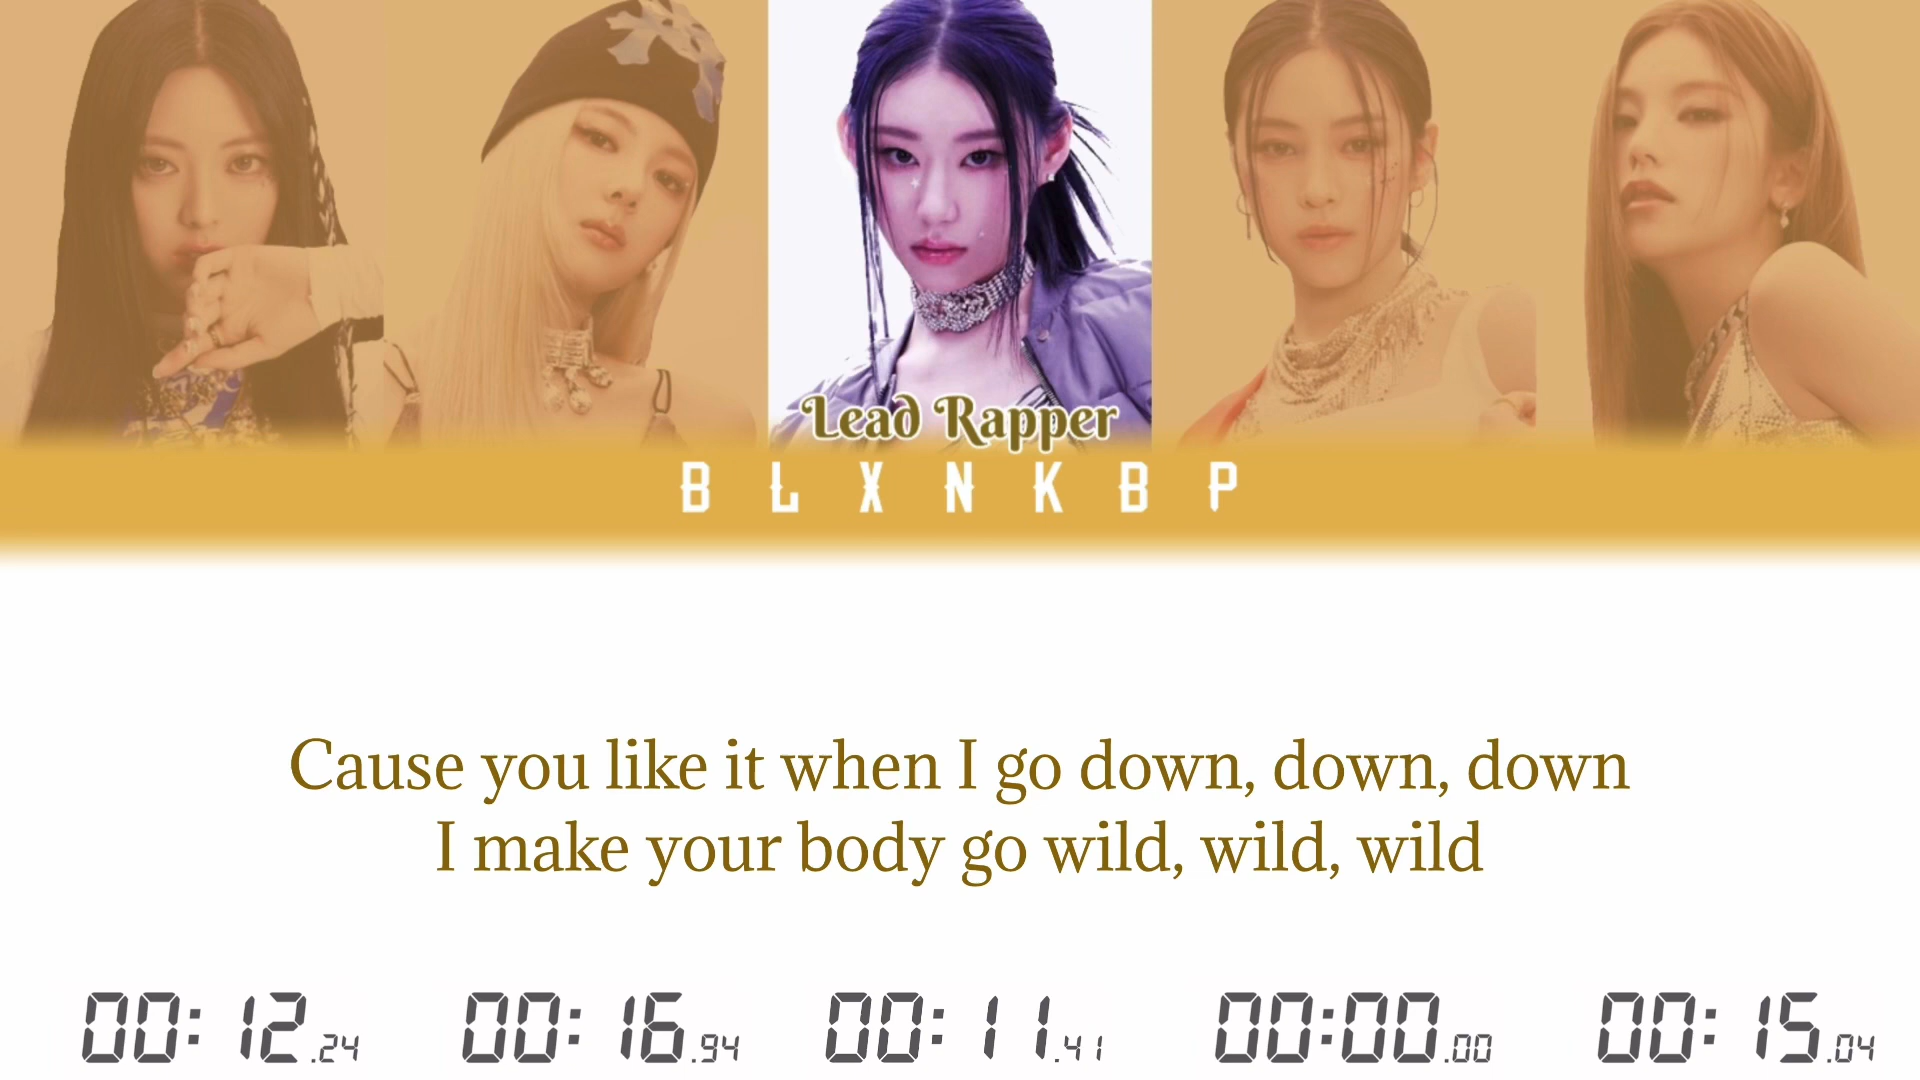 Lead Rapper
BLXNKBP
Cause you like it when I go down, down, down
I make your body go wild, wild, wild
00:12.24 00:16.94 00:11.41 00:00.00 00:15.04